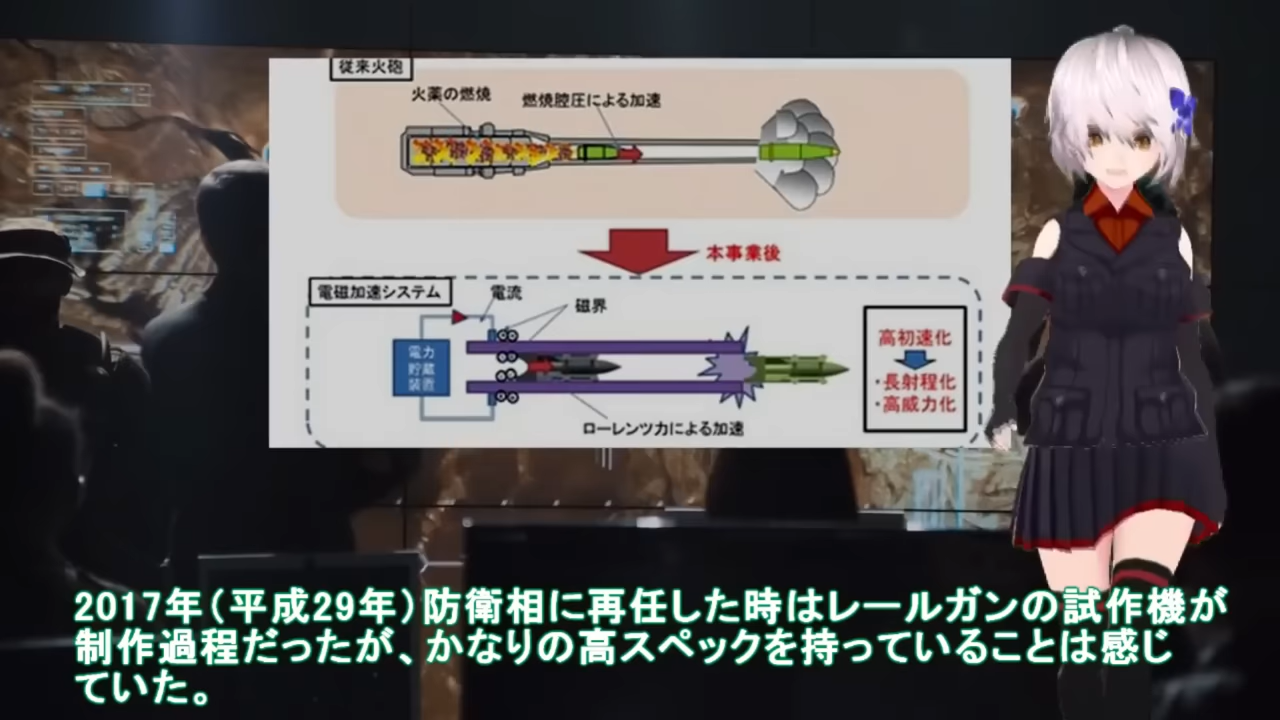 従来火砲
火薬の燃焼
燃焼膣圧による加速
本事業後
電磁加速システム
電流
磁界
電力
貯蔵
装置
高初速化
・長射程化
・高威力化
ローレンツ力による加速
2017年（平成29年）防衛相に再任した時はレールガンの試作機が
制作過程だったが、かなりの高スペックを持っていることは感じ
ていた。